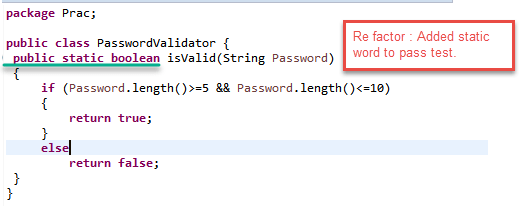 package Prac;
public class PasswordValidator {
public static boolean isValid(String Password)
{
if (Password.length()>=5 && Password.length()<=10)
{
return true;
}
else
return false;
}
}
Re factor : Added static
word to pass test.